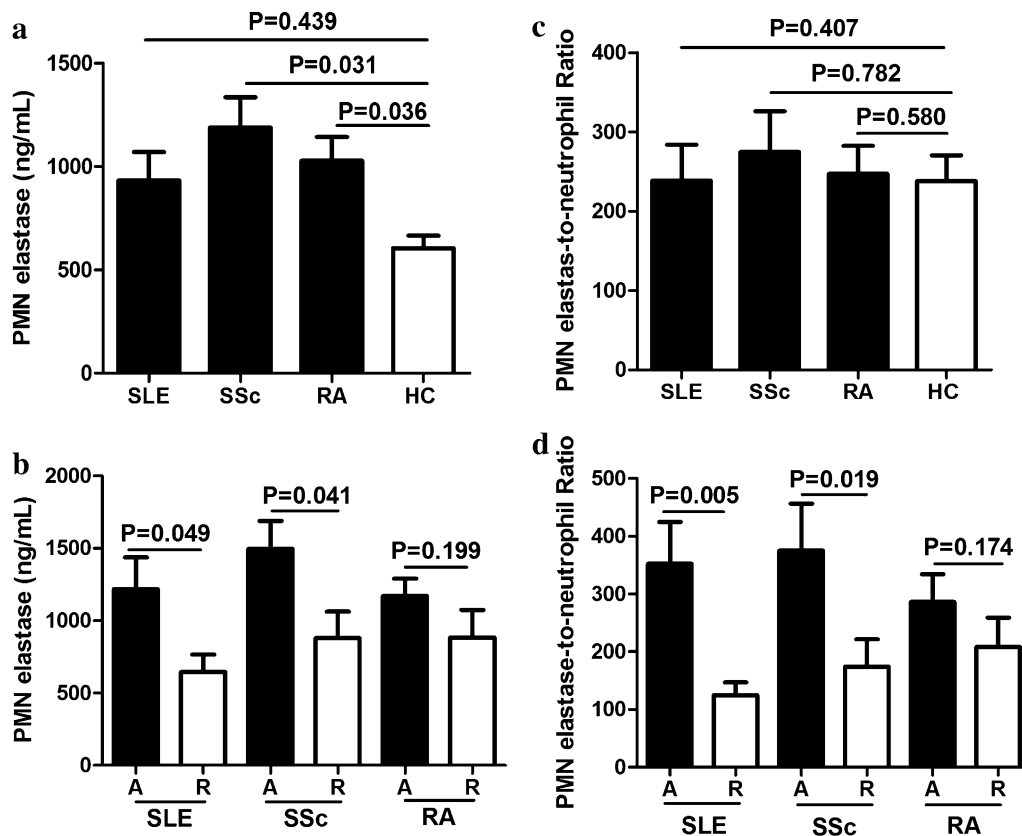 a
P=0.439
P=0.031
P=0.036
PMN elastase (ng/mL)
1500
1000
500
0
SLE SSc RA HC
c
P=0.407
P=0.782
P=0.580
PMN elastas-to-neutrophil Ratio
400
300
200
100
0
SLE SSc RA HC
b
P=0.049
P=0.041
P=0.199
PMN elastase (ng/mL)
2000
1500
1000
500
0
A R A R A R
SLE SSc RA
d
P=0.005
P=0.019
P=0.174
PMN elastase-to-neutrophil Ratio
500
400
300
200
100
0
A R A R A R
SLE SSc RA